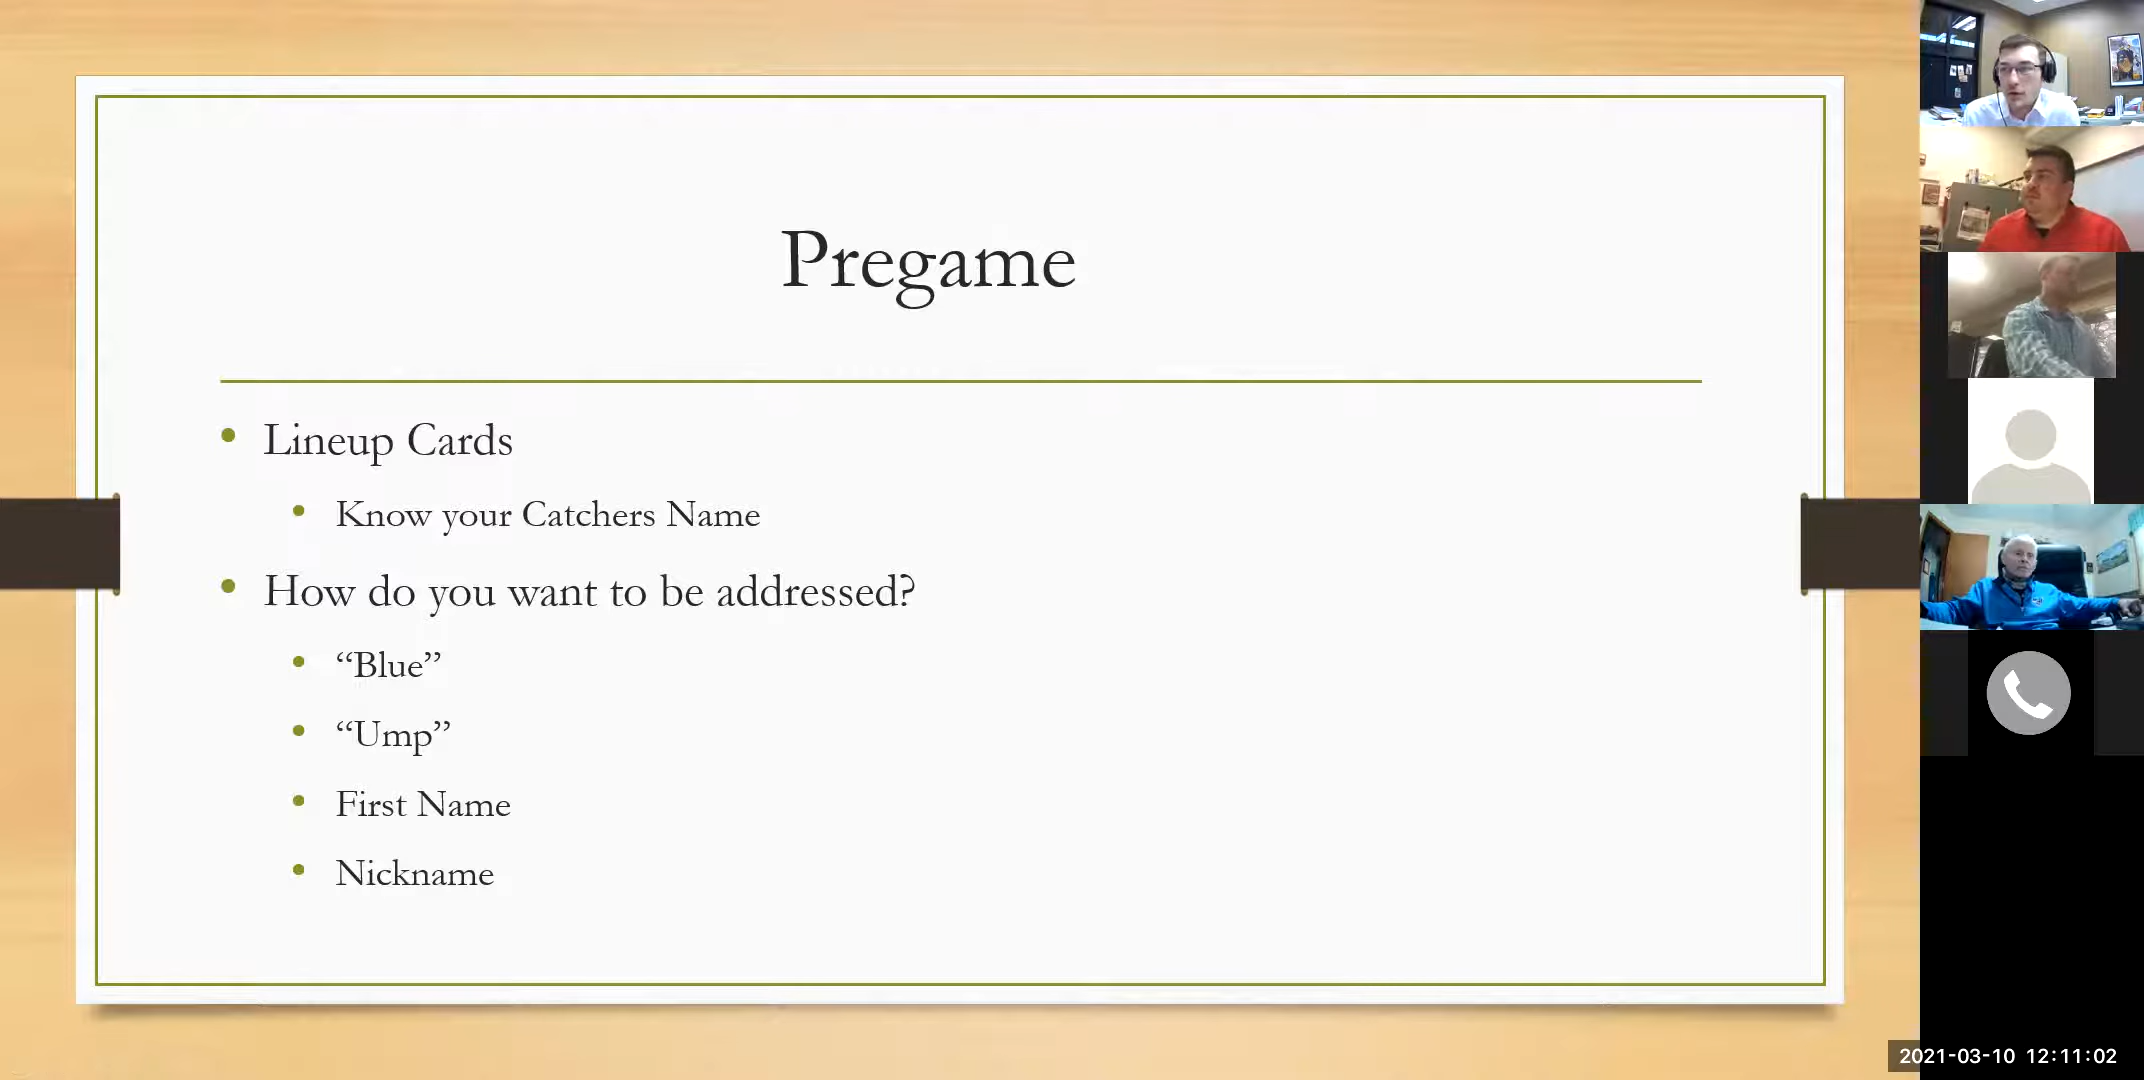 Pregame
Lineup Cards
Know your Catchers Name
How do you want to be addressed?
“Blue”
“Ump”
First Name
Nickname
2021-03-10 12:11:02